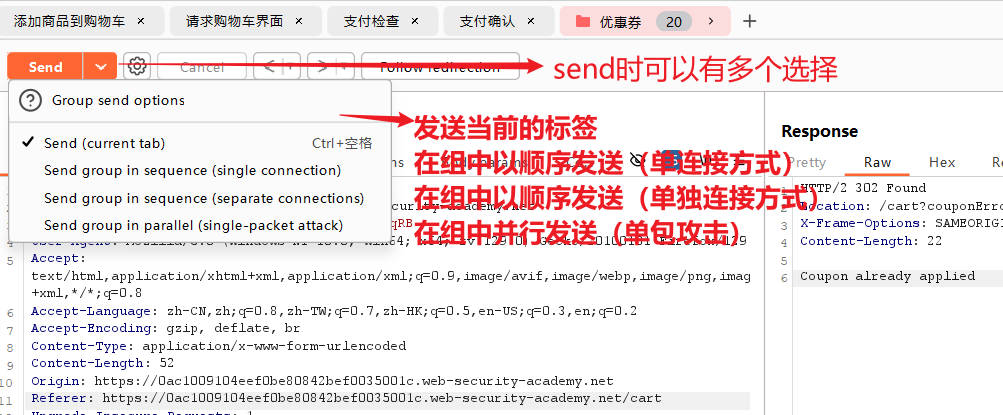 添加商品到购物车 × 请求购物车界面 × 支付检查 × 支付确认 × 优惠券 20 > +
Send Cancel < > Follow redirection
send时可以有多个选择
Group send options
Send (current tab) Ctrl+空格
Send group in sequence (single connection)
Send group in sequence (separate connections)
Send group in parallel (single-packet attack)
发送当前的标签
在组中以顺序发送（单连接方式）
在组中以顺序发送（单独连接方式）
在组中并行发送（单包攻击）
Response
Pretty Raw Hex
1 HTTP/2 302 Found
2 Location: /cart?couponErro
3 X-Frame-Options: SAMEORIG
4 Content-Length: 22
5
6 Coupon already applied
5 Accept:
text/html,application/xhtml+xml,application/xml;q=0.9,image/avif,image/webp,image/png,imag
+xml,*/*;q=0.8
6 Accept-Language: zh-CN,zh;q=0.8,zh-TW;q=0.7,zh-HK;q=0.5,en-US;q=0.3,en;q=0.2
7 Accept-Encoding: gzip, deflate, br
8 Content-Type: application/x-www-form-urlencoded
9 Content-Length: 52
10 Origin: https://0ac1009104eef0be80842bef0035001c.web-security-academy.net
11 Referer: https://0ac1009104eef0be80842bef0035001c.web-security-academy.net/cart